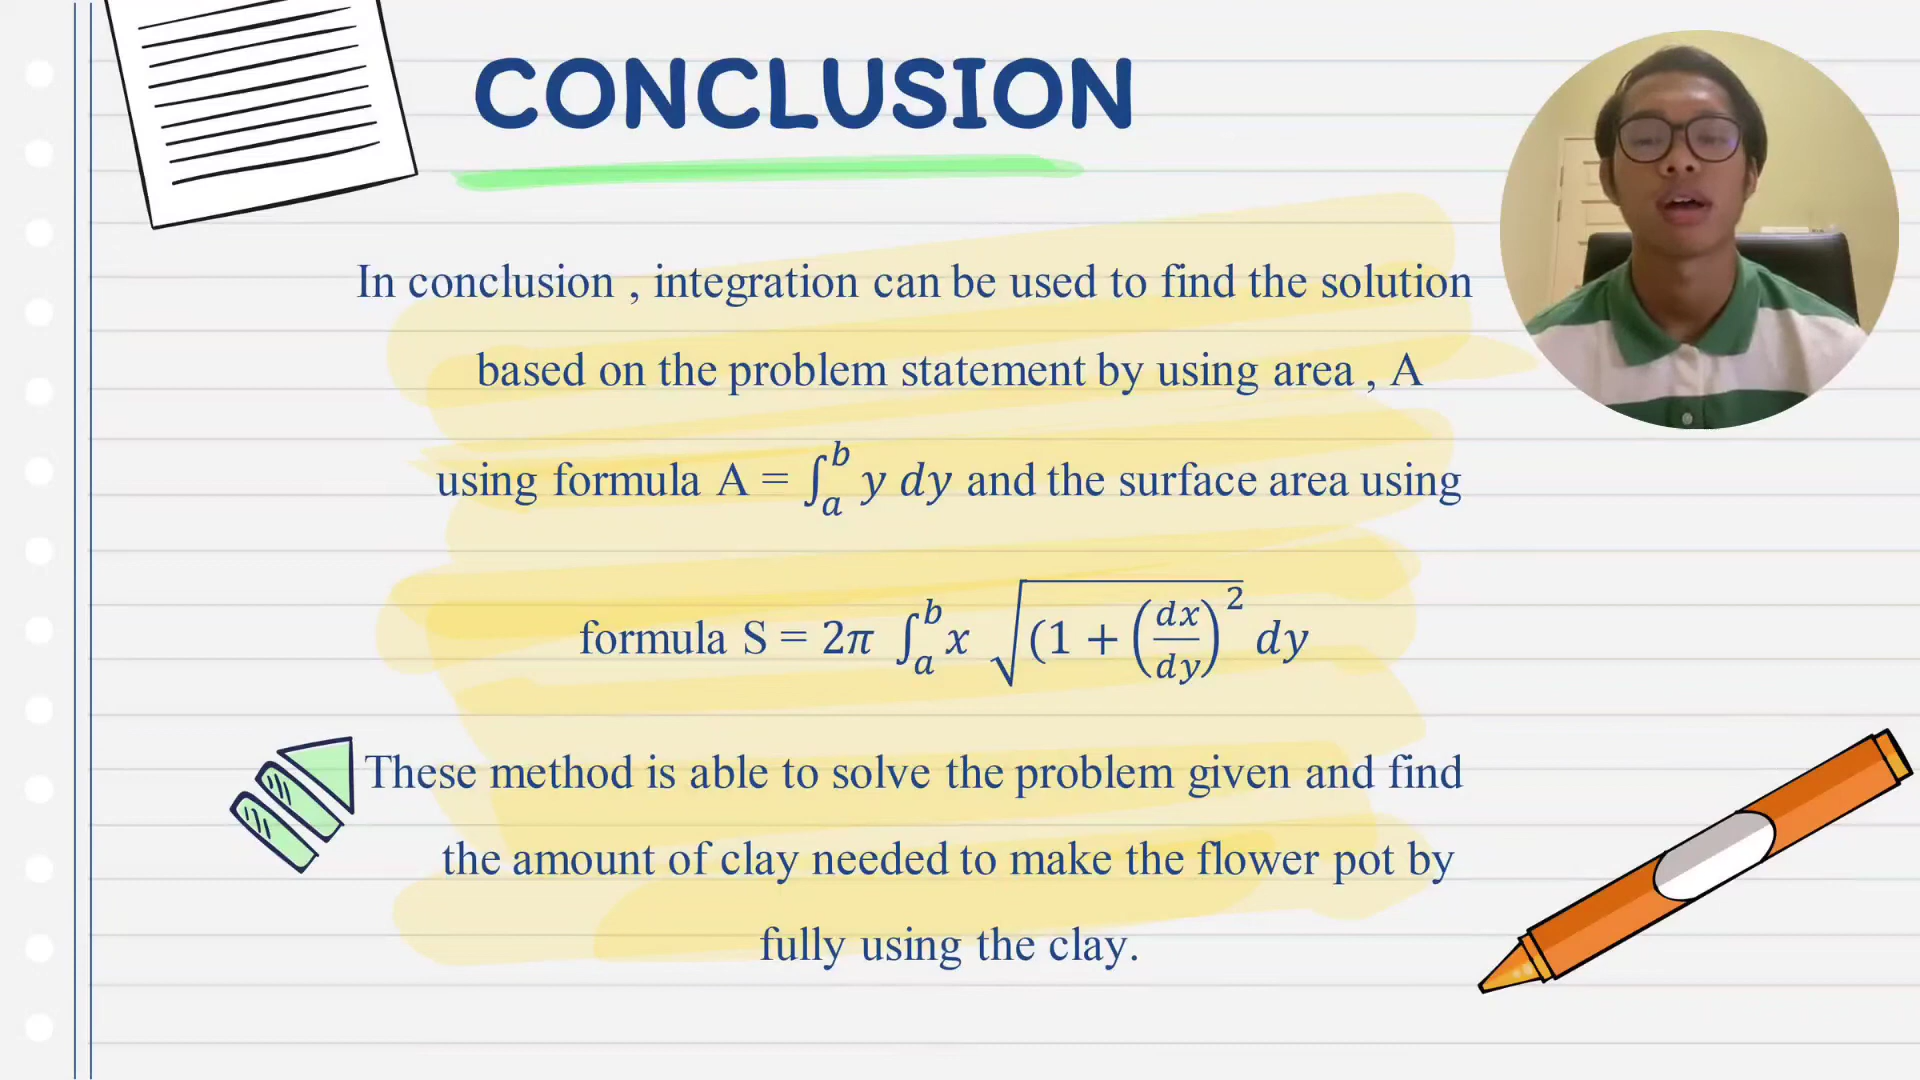 CONCLUSION
In conclusion , integration can be used to find the solution
based on the problem statement by using area , A
using formula A = ∫_a^b y dy and the surface area using
formula S = 2π ∫_a^b x √((1 + (dx/dy)^2 dy
These method is able to solve the problem given and find
the amount of clay needed to make the flower pot by
fully using the clay.